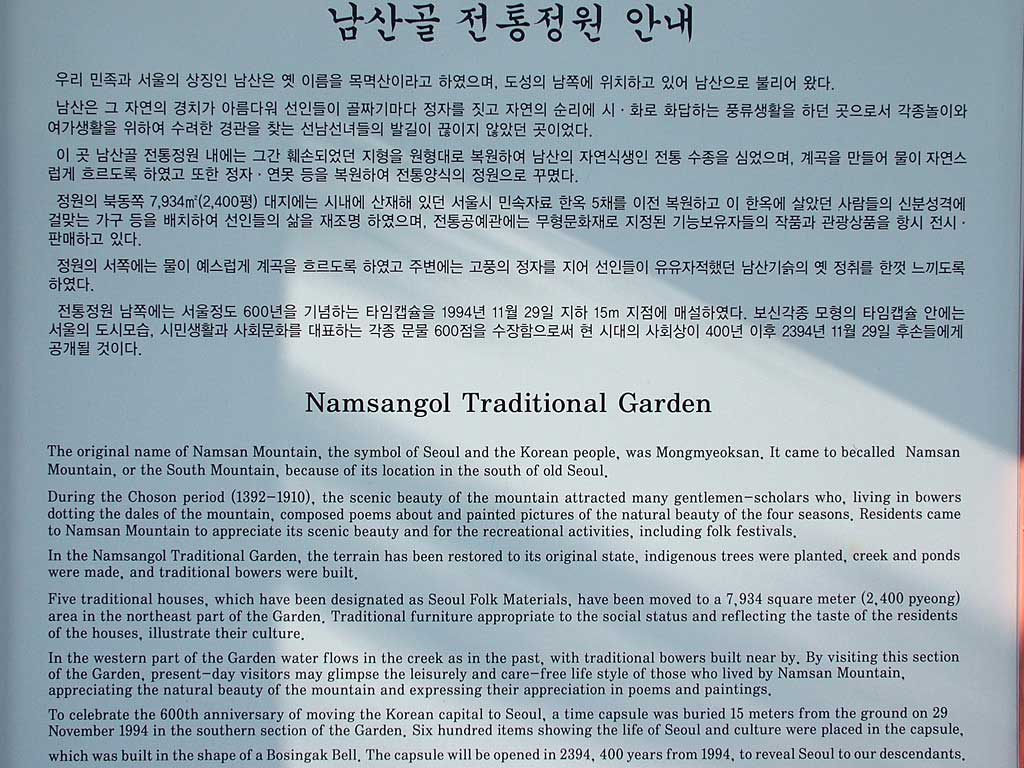 남산골 전통정원 안내
우리 민족과 서울의 상징인 남산은 옛 이름을 목멱산이라고 하였으며, 도성의 남쪽에 위치하고 있어 남산으로 불리어 왔다.
남산은 그 자연의 경치가 아름다워 선인들이 골짜기마다 정자를 짓고 자연의 순리에 시·화로 화답하는 풍류생활을 하던 곳으로서 각종놀이와
여가생활을 위하여 수려한 경관을 찾는 선남선녀들의 발길이 끊이지 않았던 곳이었다.
이 곳 남산골 전통정원 내에는 그간 훼손되었던 지형을 원형대로 복원하여 남산의 자연식생인 전통 수종을 심었으며, 계곡을 만들어 물이 자연스
럽게 흐르도록 하였고 또한 정자·연못 등을 복원하여 전통양식의 정원으로 꾸몄다.
정원의 북동쪽 7,934㎡(2,400평) 대지에는 시내에 산재해 있던 서울시 민속자료 한옥 5채를 이전 복원하고 이 한옥에 살았던 사람들의 신분성격에
걸맞는 가구 등을 배치하여 선인들의 삶을 재조명 하였으며, 전통공예관에는 무형문화재로 지정된 기능보유자들의 작품과 관광상품을 항시 전시·
판매하고 있다.
정원의 서쪽에는 물이 예스럽게 계곡을 흐르도록 하였고 주변에는 고풍의 정자를 지어 선인들이 유유자적했던 남산기슭의 옛 정취를 한껏 느끼도록
하였다.
전통정원 남쪽에는 서울정도 600년을 기념하는 타임캡슐을 1994년 11월 29일 지하 15m 지점에 매설하였다. 보신각종 모형의 타임캡슐 안에는
서울의 도시모습, 시민생활과 사회문화를 대표하는 각종 문물 600점을 수장함으로써 현 시대의 사회상이 400년 이후 2394년 11월 29일 후손들에게
공개될 것이다.
Namsangol Traditional Garden
The original name of Namsan Mountain, the symbol of Seoul and the Korean people, was Mongmyeoksan. It came to becalled Namsan
Mountain, or the South Mountain, because of its location in the south of old Seoul.
During the Choson period (1392-1910), the scenic beauty of the mountain attracted many gentlemen-scholars who, living in bowers
dotting the dales of the mountain, composed poems about and painted pictures of the natural beauty of the four seasons. Residents came
to Namsan Mountain to appreciate its scenic beauty and for the recreational activities, including folk festivals.
In the Namsangol Traditional Garden, the terrain has been restored to its original state, indigenous trees were planted, creek and ponds
were made, and traditional bowers were built.
Five traditional houses, which have been designated as Seoul Folk Materials, have been moved to a 7,934 square meter (2,400 pyeong)
area in the northeast part of the Garden. Traditional furniture appropriate to the social status and reflecting the taste of the residents
of the houses, illustrate their culture.
In the western part of the Garden water flows in the creek as in the past, with traditional bowers built near by. By visiting this section
of the Garden, present-day visitors may glimpse the leisurely and care-free life style of those who lived by Namsan Mountain,
appreciating the natural beauty of the mountain and expressing their appreciation in poems and paintings.
To celebrate the 600th anniversary of moving the Korean capital to Seoul, a time capsule was buried 15 meters from the ground on 29
November 1994 in the southern section of the Garden. Six hundred items showing the life of Seoul and culture were placed in the capsule,
which was built in the shape of a Bosingak Bell. The capsule will be opened in 2394, 400 years from 1994, to reveal Seoul to our descendants.